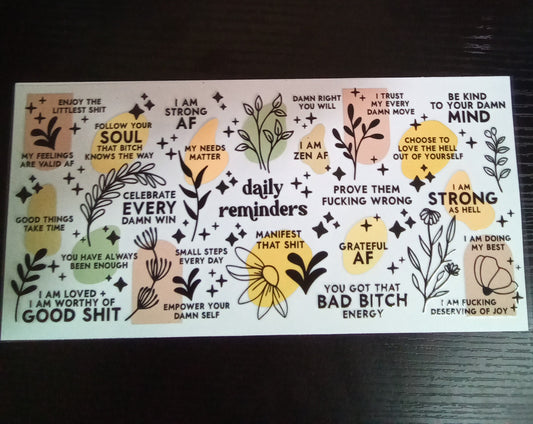 ENJOY THE
LITTLEST SHIT
I AM
STRONG
AF
DAMN RIGHT
YOU WILL
I TRUST
MY EVERY
DAMN MOVE
BE KIND
TO YOUR DAMN
MIND
MY FEELINGS
ARE VALID AF
FOLLOW YOUR
SOUL
THAT BITCH
KNOWS THE WAY
MY NEEDS
MATTER
I AM
ZEN AF
CHOOSE TO
LOVE THE HELL
OUT OF YOURSELF
GOOD THINGS
TAKE TIME
CELEBRATE
EVERY
DAMN WIN
daily
reminders
PROVE THEM
FUCKING WRONG
I AM
STRONG
AS HELL
YOU HAVE ALWAYS
BEEN ENOUGH
SMALL STEPS
EVERY DAY
MANIFEST
THAT SHIT
GRATEFUL
AF
I AM DOING
MY BEST
I AM LOVED +
I AM WORTHY OF
GOOD SHIT
EMPOWER YOUR
DAMN SELF
YOU GOT THAT
BAD BITCH
ENERGY
I AM FUCKING
DESERVING OF JOY